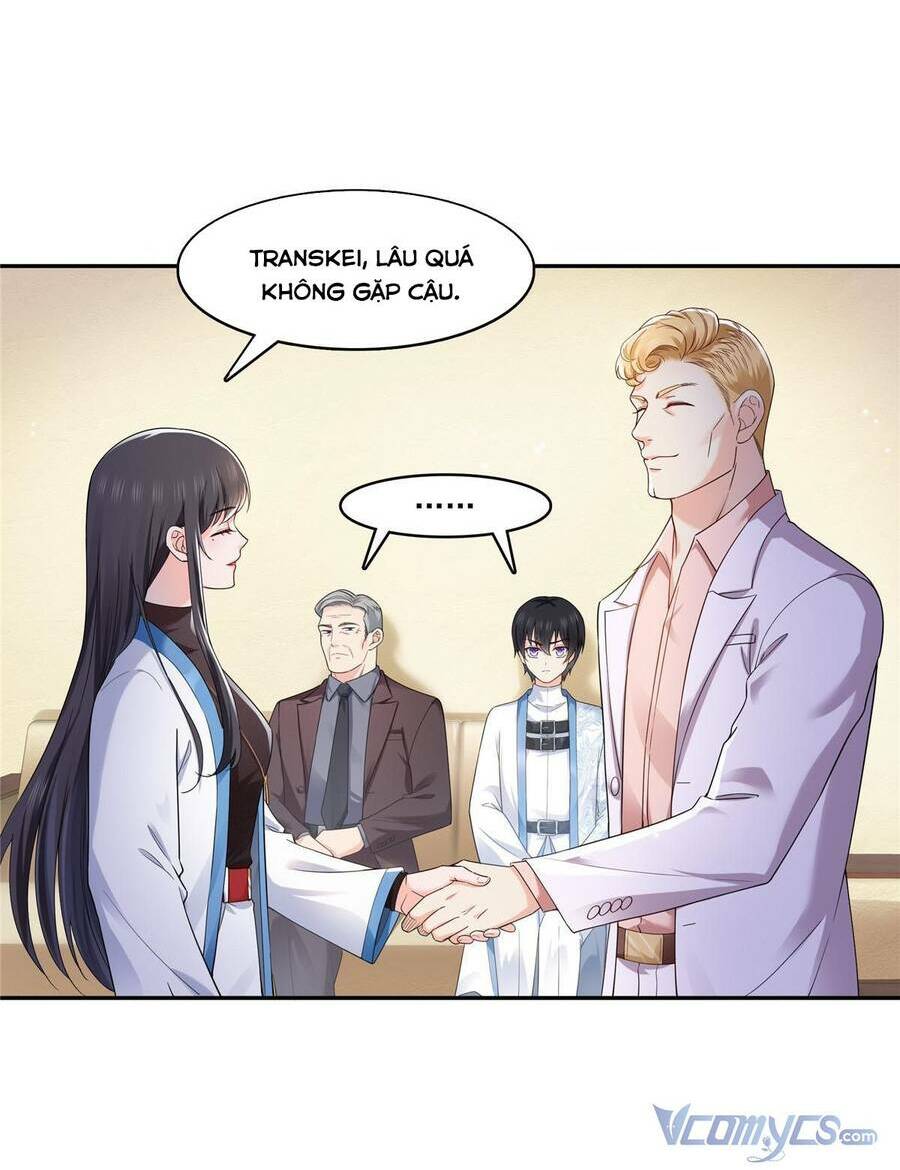 TRANSKEI, LÂU QUÁ
KHÔNG GẶP CẬU.
......
Vcomycs.com